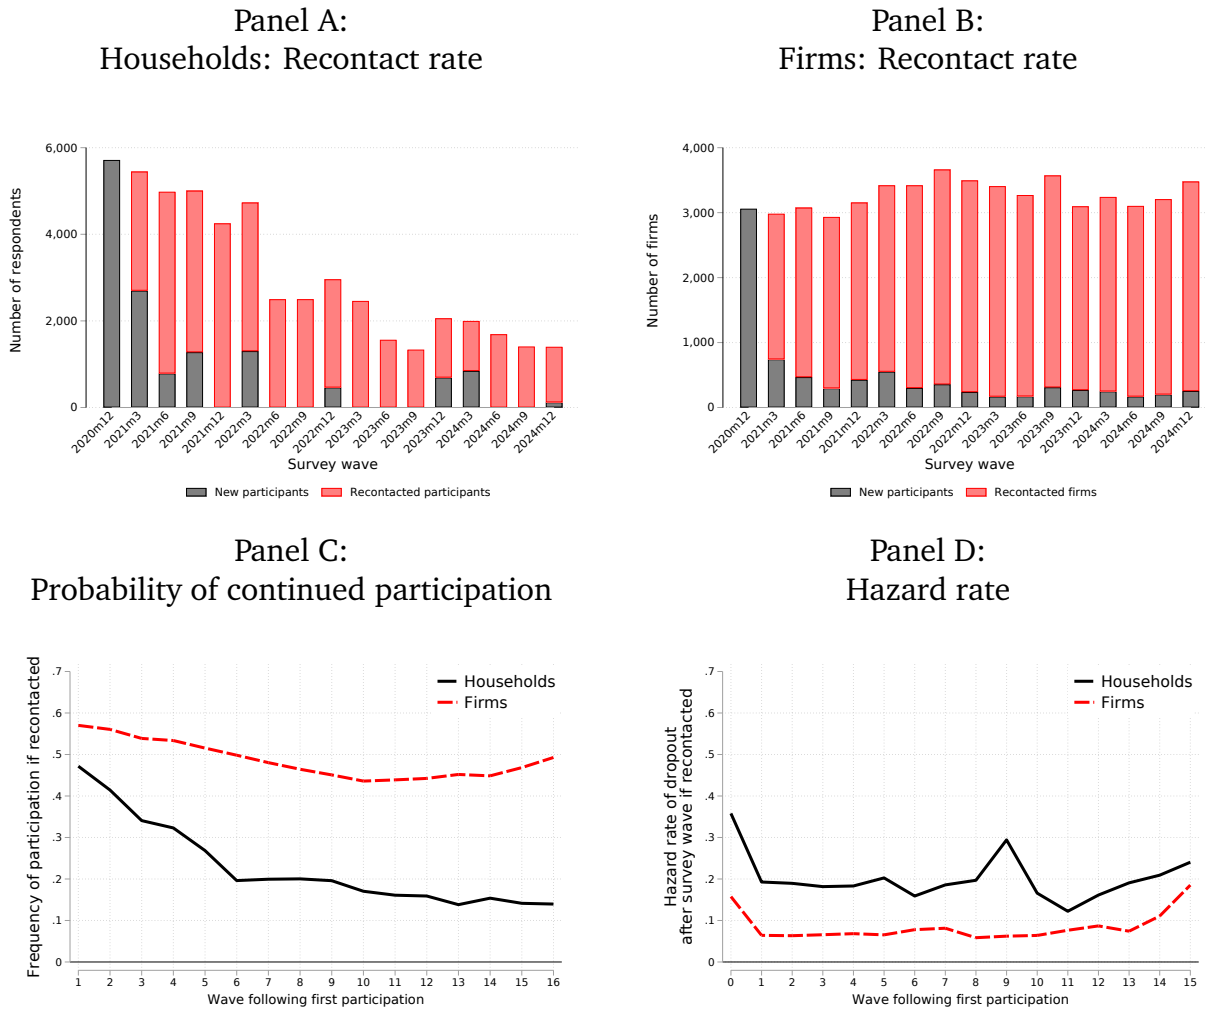 Panel A:
Households: Recontact rate
Number of respondents
6,000
4,000
2,000
0
2020m12
2021m3
2021m6
2021m9
2021m12
2022m3
2022m6
2022m9
2022m12
2023m3
2023m6
2023m9
2023m12
2024m3
2024m6
2024m9
2024m12
Survey wave
New participants Recontacted participants
Panel B:
Firms: Recontact rate
Number of firms
4,000
3,000
2,000
1,000
0
2020m12
2021m3
2021m6
2021m9
2021m12
2022m3
2022m6
2022m9
2022m12
2023m3
2023m6
2023m9
2023m12
2024m3
2024m6
2024m9
2024m12
Survey wave
New participants Recontacted firms
Panel C:
Probability of continued participation
Frequency of participation if recontacted
.7
.6
.5
.4
.3
.2
.1
0
Households
Firms
1 2 3 4 5 6 7 8 9 10 11 12 13 14 15 16
Wave following first participation
Panel D:
Hazard rate
Hazard rate of dropout
after survey wave if recontacted
.7
.6
.5
.4
.3
.2
.1
0
Households
Firms
0 1 2 3 4 5 6 7 8 9 10 11 12 13 14 15
Wave following first participation